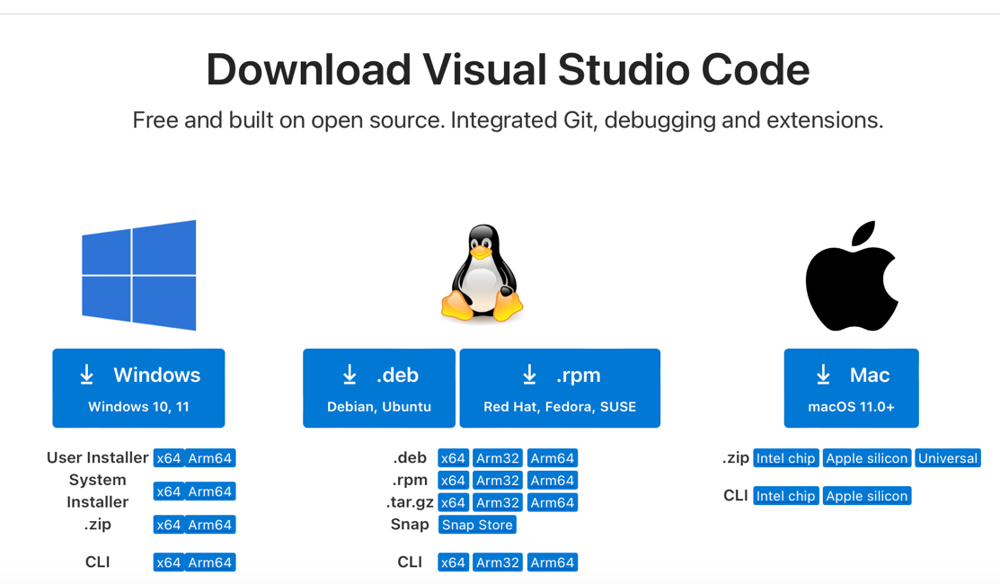 Download Visual Studio Code
Free and built on open source. Integrated Git, debugging and extensions.
Windows
Windows 10, 11
User Installer x64 Arm64
System
Installer x64 Arm64
.zip x64 Arm64
CLI x64 Arm64
.deb
Debian, Ubuntu
.rpm
Red Hat, Fedora, SUSE
.deb x64 Arm32 Arm64
.rpm x64 Arm32 Arm64
.tar.gz x64 Arm32 Arm64
Snap Snap Store
CLI x64 Arm32 Arm64
Mac
macOS 11.0+
.zip Intel chip Apple silicon Universal
CLI Intel chip Apple silicon